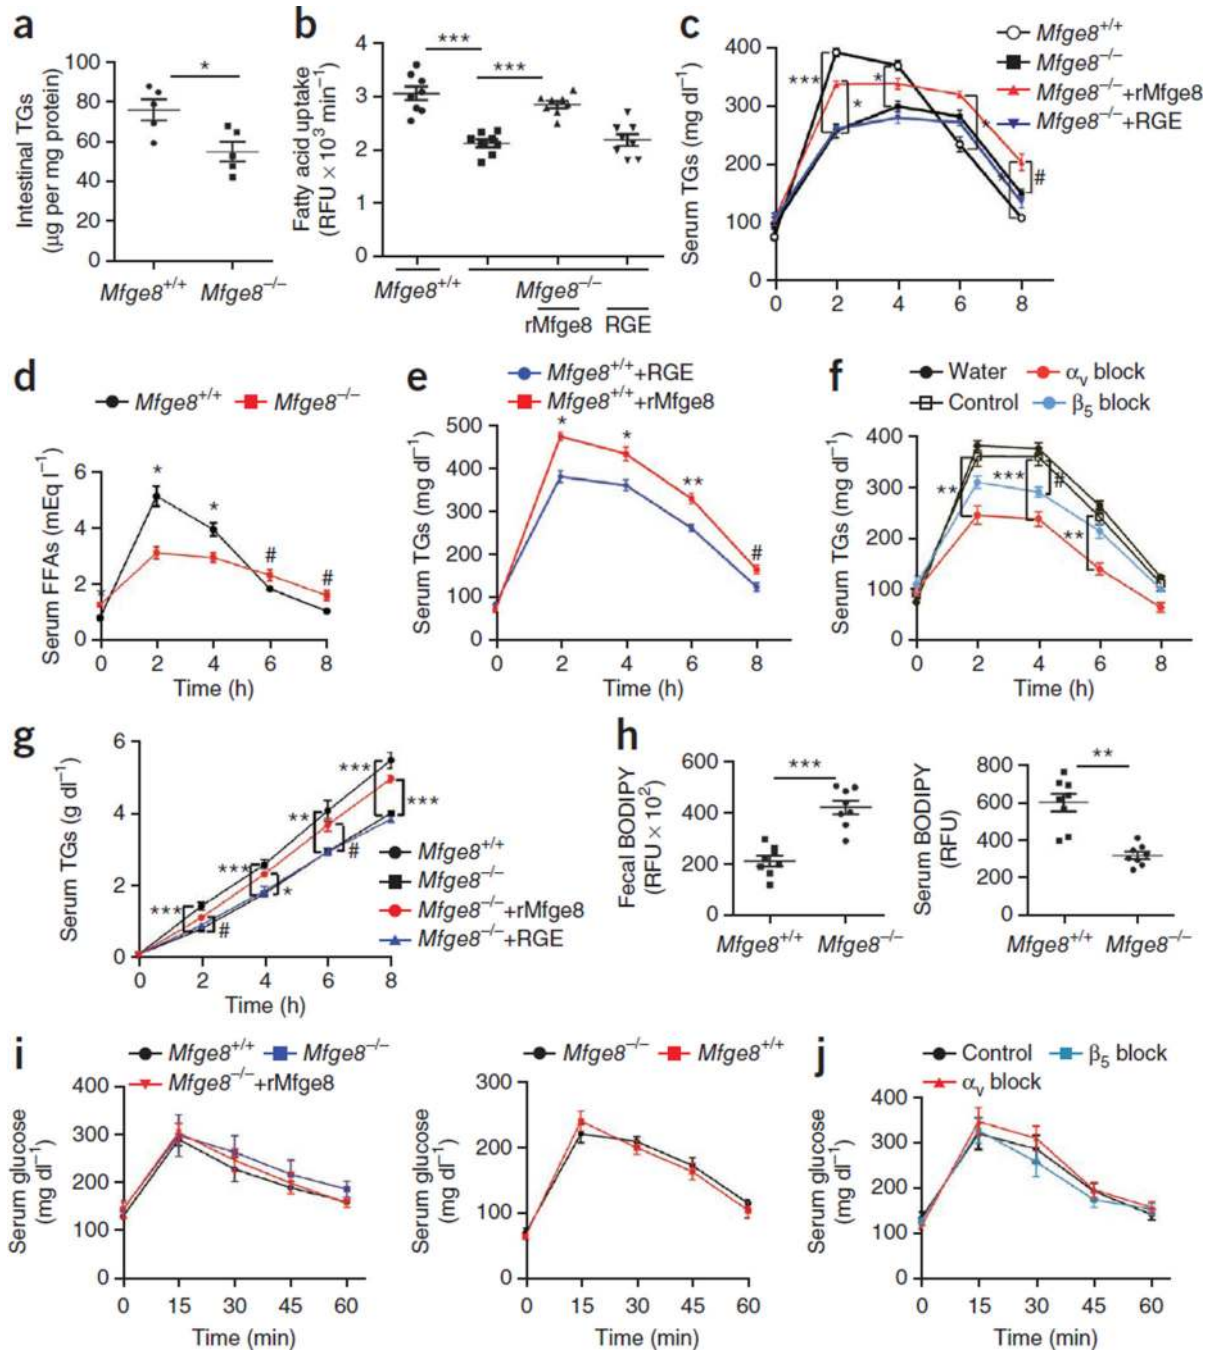 a
Intestinal TGs
(μg per mg protein)
100
80
60
40
20
0
*
Mfge8+/+ Mfge8−/−
b
Fatty acid uptake
(RFU × 10³ min⁻¹)
4
3
2
1
0
***
***
Mfge8+/+ Mfge8−/−
rMfge8 RGE
c
Mfge8+/+
Mfge8−/−
Mfge8−/−+rMfge8
Mfge8−/−+RGE
Serum TGs (mg dl⁻¹)
400
300
200
100
0
***
*
*
*
*
#
0 2 4 6 8
d
Mfge8+/+ Mfge8−/−
Serum FFAs (mEq l⁻¹)
6
4
2
0
*
*
*
#
#
0 2 4 6 8
Time (h)
e
Mfge8+/++RGE
Mfge8+/++rMfge8
Serum TGs (mg dl⁻¹)
500
400
300
200
100
0
*
*
**
#
0 2 4 6 8
Time (h)
f
Water αv block
Control β5 block
Serum TGs (mg dl⁻¹)
400
300
200
100
0
**
***
#
**
0 2 4 6 8
Time (h)
g
Serum TGs (g dl⁻¹)
6
4
2
0
***
#
***
*
**
#
***
***
Mfge8+/+
Mfge8−/−
Mfge8−/−+rMfge8
Mfge8−/−+RGE
0 2 4 6 8
Time (h)
h
Fecal BODIPY
(RFU × 10²)
600
400
200
0
***
Mfge8+/+ Mfge8−/−
Serum BODIPY
(RFU)
800
600
400
200
0
**
Mfge8+/+ Mfge8−/−
i
Mfge8+/+ Mfge8−/−
Mfge8−/−+rMfge8
Serum glucose
(mg dl⁻¹)
400
300
200
100
0
0 15 30 45 60
Time (min)
Mfge8−/− Mfge8+/+
Serum glucose
(mg dl⁻¹)
300
200
100
0
0 15 30 45 60
Time (min)
j
Control β5 block
αv block
Serum glucose
(mg dl⁻¹)
400
300
200
100
0
0 15 30 45 60
Time (min)